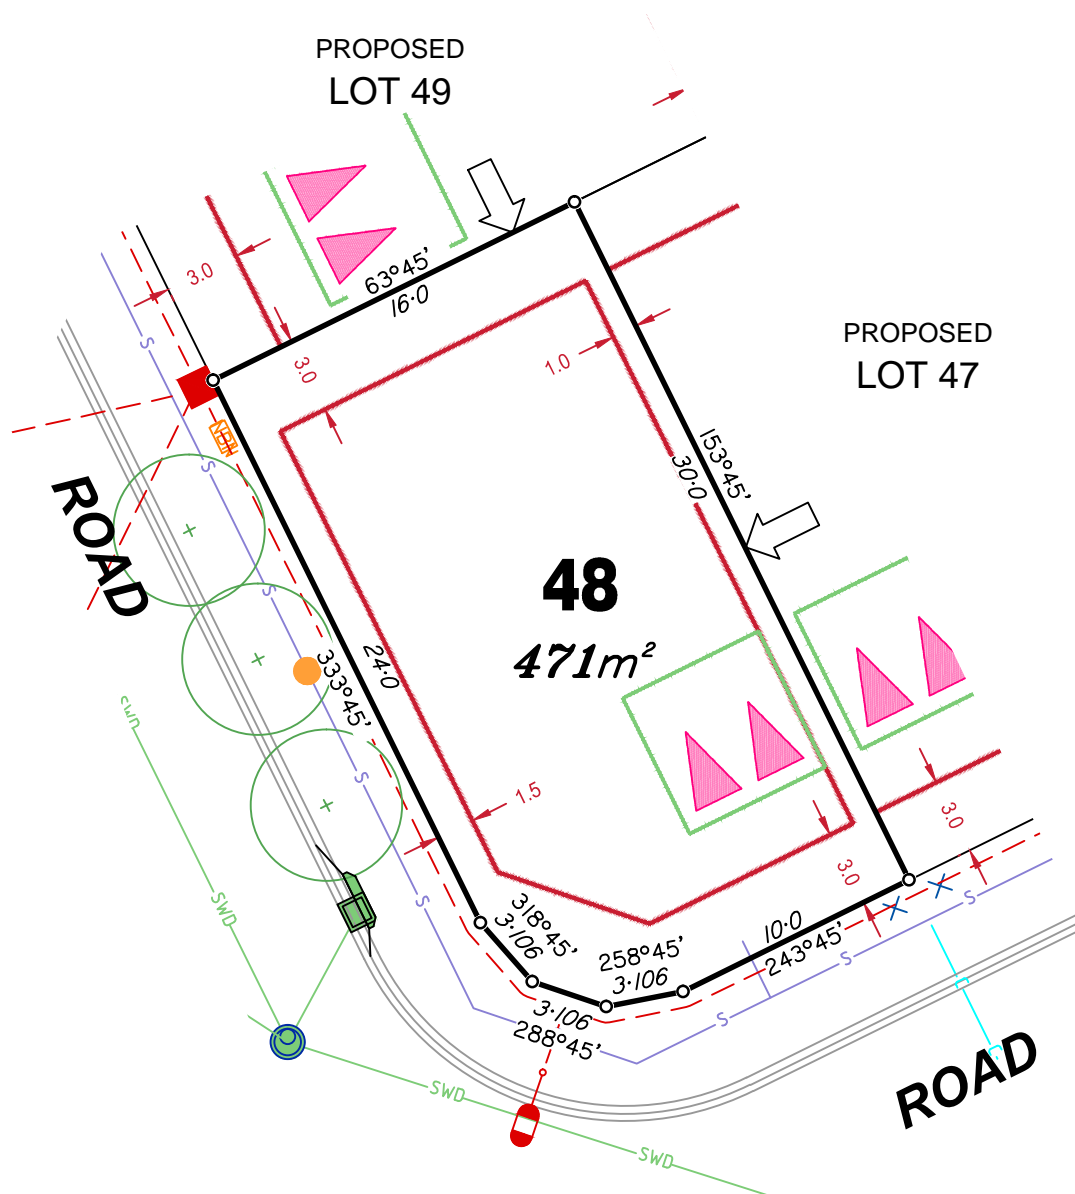 PROPOSED
LOT 49
3.0
63°45'
16·0
3.0
1.0
PROPOSED
LOT 47
S
NBN
S
ROAD
153°45'
30·0
S
48
471m²
24·0
333°45'
SWD
S
1.5
3.0
3.0
SWD
S
318°45'
3·106
258°45'
3·106
10·0
243°45'
S
S
S
3·106
288°45'
ROAD
SWD
SWD